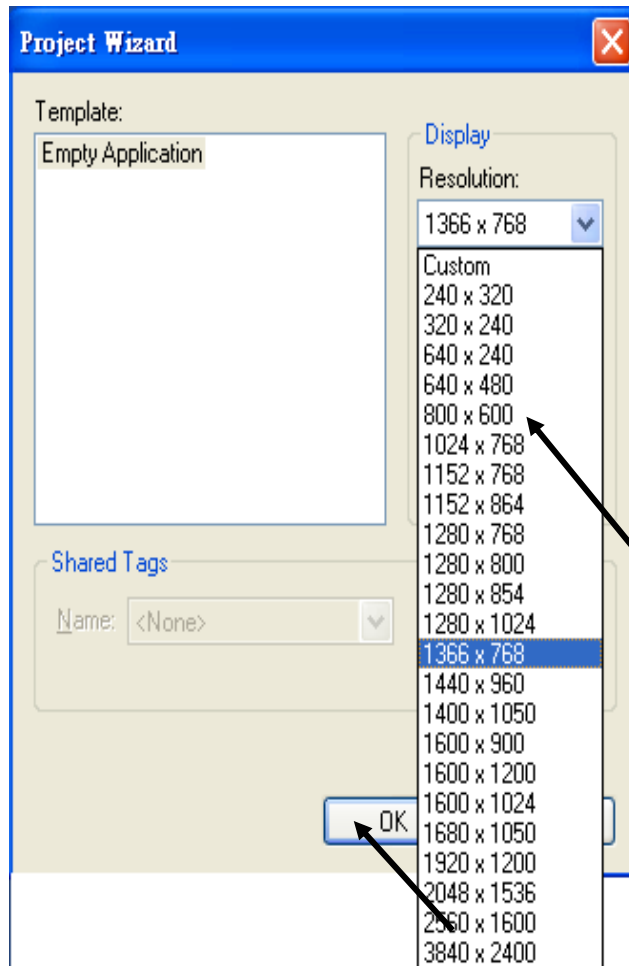 Project Wizard
Template:
Empty Application
Display
Resolution:
1366 x 768
Custom
240 x 320
320 x 240
640 x 240
640 x 480
800 x 600
1024 x 768
1152 x 768
1152 x 864
1280 x 768
1280 x 800
1280 x 854
1280 x 1024
1366 x 768
1440 x 960
1400 x 1050
1600 x 900
1600 x 1200
1600 x 1024
1680 x 1050
1920 x 1200
2048 x 1536
2560 x 1600
3840 x 2400
Shared Tags
Name: <None>
OK